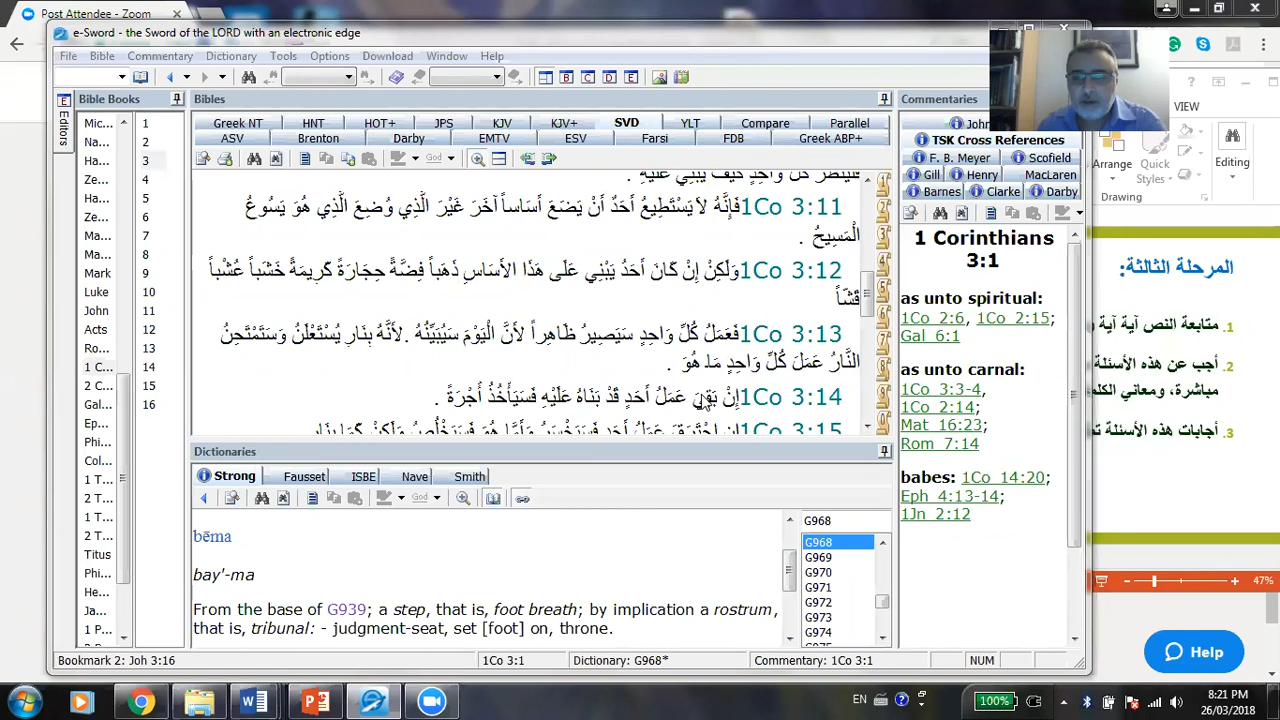 Post Attendee - Zoom
e-Sword - the Sword of the LORD with an electronic edge
File Bible Commentary Dictionary Tools Options Download Window Help
Bible Books
Bibles
Commentaries
Editors
Greek NT HNT HOT+ JPS KJV KJV+ SVD YLT Compare Parallel
ASV Brenton Darby EMTV ESV Farsi FDB Greek ABP+
God
Mic...
Na...
Ha...
Ze...
Ha...
Ze...
Ma...
Ma...
Mark
Luke
John
Acts
Ro...
1 C...
2 C...
Gal...
Ep...
Phi...
Col...
1 T...
2 T...
1 T...
2 T...
Titus
Phi...
He...
Ja...
1 P...
1
2
3
4
5
6
7
8
9
10
11
12
13
14
15
16
فَلْيَنْظُرْ كُلُّ وَاحِدٍ كَيْفَ يَبْنِي عَلَيْهِ .
1Co 3:11 فَإِنَّهُ لاَ يَسْتَطِيعُ أَحَدٌ أَنْ يَضَعَ أَسَاساً آخَرَ غَيْرَ الَّذِي وُضِعَ الَّذِي هُوَ يَسُوعُ
الْمَسِيحُ .
1Co 3:12 وَلَكِنْ إِنْ كَانَ أَحَدٌ يَبْنِي عَلَى هَذَا الأَسَاسِ ذَهَباً فِضَّةً حِجَارَةً كَرِيمَةً خَشَباً عُشْباً
قَشّاً
1Co 3:13 فَعَمَلُ كُلِّ وَاحِدٍ سَيَصِيرُ ظَاهِراً لأَنَّ الْيَوْمَ سَيُبَيِّنُهُ .لأَنَّهُ بِنَارٍ يُسْتَعْلَنُ وَسَتَمْتَحِنُ
النَّارُ عَمَلَ كُلِّ وَاحِدٍ مَا هُوَ .
1Co 3:14 إِنْ بَقِيَ عَمَلُ أَحَدٍ قَدْ بَنَاهُ عَلَيْهِ فَسَيَأْخُذُ أُجْرَةً .
1Co 3:15 إِنِ احْتَرَقَ عَمَلُ أَحَدٍ فَسَيَخْسَرُ وَأَمَّا هُوَ فَسَيَخْلُصُ وَلَكِنْ كَمَا بِنَارٍ
Dictionaries
Strong Fausset ISBE Nave Smith
God
bēma
bay'-ma
From the base of G939; a step, that is, foot breath; by implication a rostrum,
that is, tribunal: - judgment-seat, set [foot] on, throne.
G968
G968
G969
G970
G971
G972
G973
G974
John
TSK Cross References
F. B. Meyer Scofield
Gill Henry MacLaren
Barnes Clarke Darby
1 Corinthians
3:1
as unto spiritual:
1Co 2:6, 1Co 2:15;
Gal 6:1
as unto carnal:
1Co 3:3-4,
1Co 2:14;
Mat 16:23;
Rom 7:14
babes: 1Co 14:20;
Eph 4:13-14;
1Jn 2:12
VIEW
Arrange
Quick
Styles
Editing
Drawing
المرحلة الثالثة:
1. متابعة النص آية آية
2. أجب عن هذه الأسئلة
مباشرة، ومعاني
3. أجابات هذه الأسئلة
47%
Help
Bookmark 2: Joh 3:16
1Co 3:1
Dictionary: G968*
Commentary: 1Co 3:1
NUM
EN
100%
8:21 PM
26/03/2018